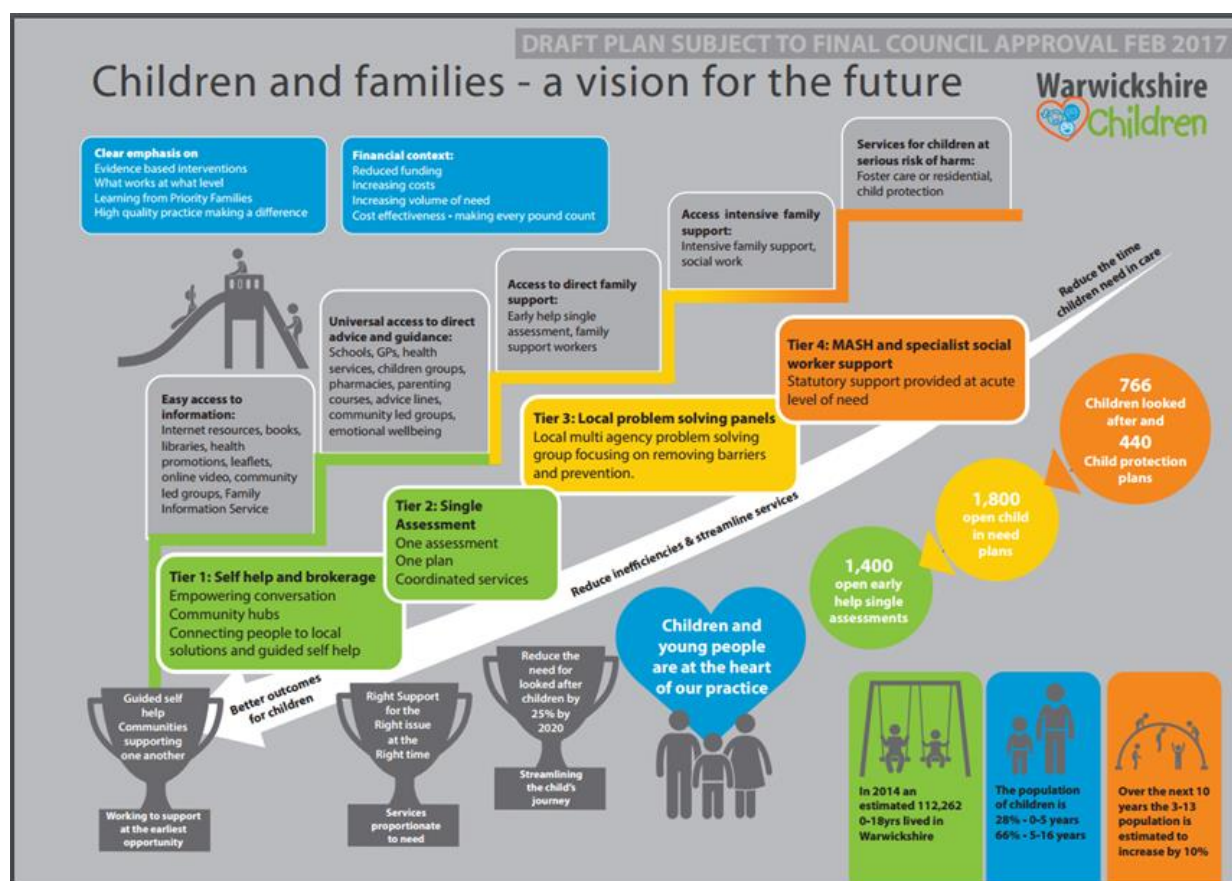 DRAFT PLAN SUBJECT TO FINAL COUNCIL APPROVAL FEB 2017
Children and families - a vision for the future
Warwickshire
Children
Clear emphasis on
Evidence based interventions
What works at what level
Learning from Priority Families
High quality practice making a difference
Financial context:
Reduced funding
Increasing costs
Increasing volume of need
Cost effectiveness - making every pound count
Services for children at
serious risk of harm:
Foster care or residential,
child protection
Access intensive family
support:
Intensive family support,
social work
Access to direct family
support:
Early help single
assessment, family
support workers
Universal access to direct
advice and guidance:
Schools, GPs, health
services, children groups,
pharmacies, parenting
courses, advice lines,
community led groups,
emotional wellbeing
Easy access to
information:
Internet resources, books,
libraries, health
promotions, leaflets,
online video, community
led groups, Family
Information Service
Tier 1: Self help and brokerage
Empowering conversation
Community hubs
Connecting people to local
solutions and guided self help
Tier 2: Single
Assessment
One assessment
One plan
Coordinated services
Tier 3: Local problem solving panels
Local multi agency problem solving
group focusing on removing barriers
and prevention.
Tier 4: MASH and specialist social
worker support
Statutory support provided at acute
level of need
Reduce the time
children need in care
Reduce inefficiencies & streamline services
Better outcomes
for children
766
Children looked
after and
440
Child protection
plans
1,800
open child
in need
plans
1,400
open early
help single
assessments
Guided self
help
Communities
supporting
one another
Working to support
at the earliest
opportunity
Right Support
for the
Right issue
at the
Right time
Services
proportionate
to need
Reduce the
need for
looked after
children by
25% by
2020
Streamlining
the child's
journey
Children and
young people
are at the heart
of our practice
In 2014 an
estimated 112,262
0-18yrs lived in
Warwickshire
The population
of children is
28% - 0-5 years
66% - 5-16 years
Over the next 10
years the 3-13
population is
estimated to
increase by 10%